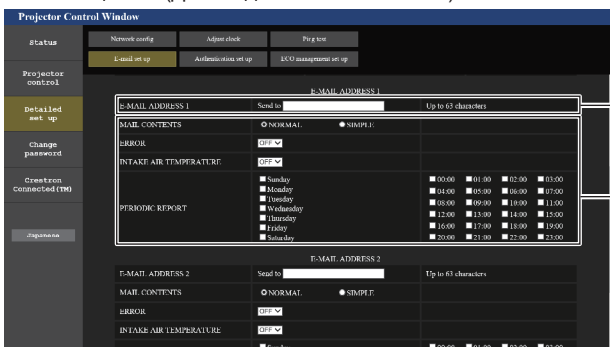 Projector Control Window
Status
Network config Adjust clock Ping test
E-mail set up Authentication set up ECO management set up
Projector control
Detailed set up
Change password
Crestron Connected(TM)
Japanese
E-MAIL ADDRESS 1
E-MAIL ADDRESS 1 Send to Up to 63 characters
MAIL CONTENTS NORMAL SIMPLE
ERROR OFF
INTAKE AIR TEMPERATURE OFF
PERIODIC REPORT
Sunday
Monday
Tuesday
Wednesday
Thursday
Friday
Saturday
00:00 01:00 02:00 03:00
04:00 05:00 06:00 07:00
08:00 09:00 10:00 11:00
12:00 13:00 14:00 15:00
16:00 17:00 18:00 19:00
20:00 21:00 22:00 23:00
E-MAIL ADDRESS 2
E-MAIL ADDRESS 2 Send to Up to 63 characters
MAIL CONTENTS NORMAL SIMPLE
ERROR OFF
INTAKE AIR TEMPERATURE OFF